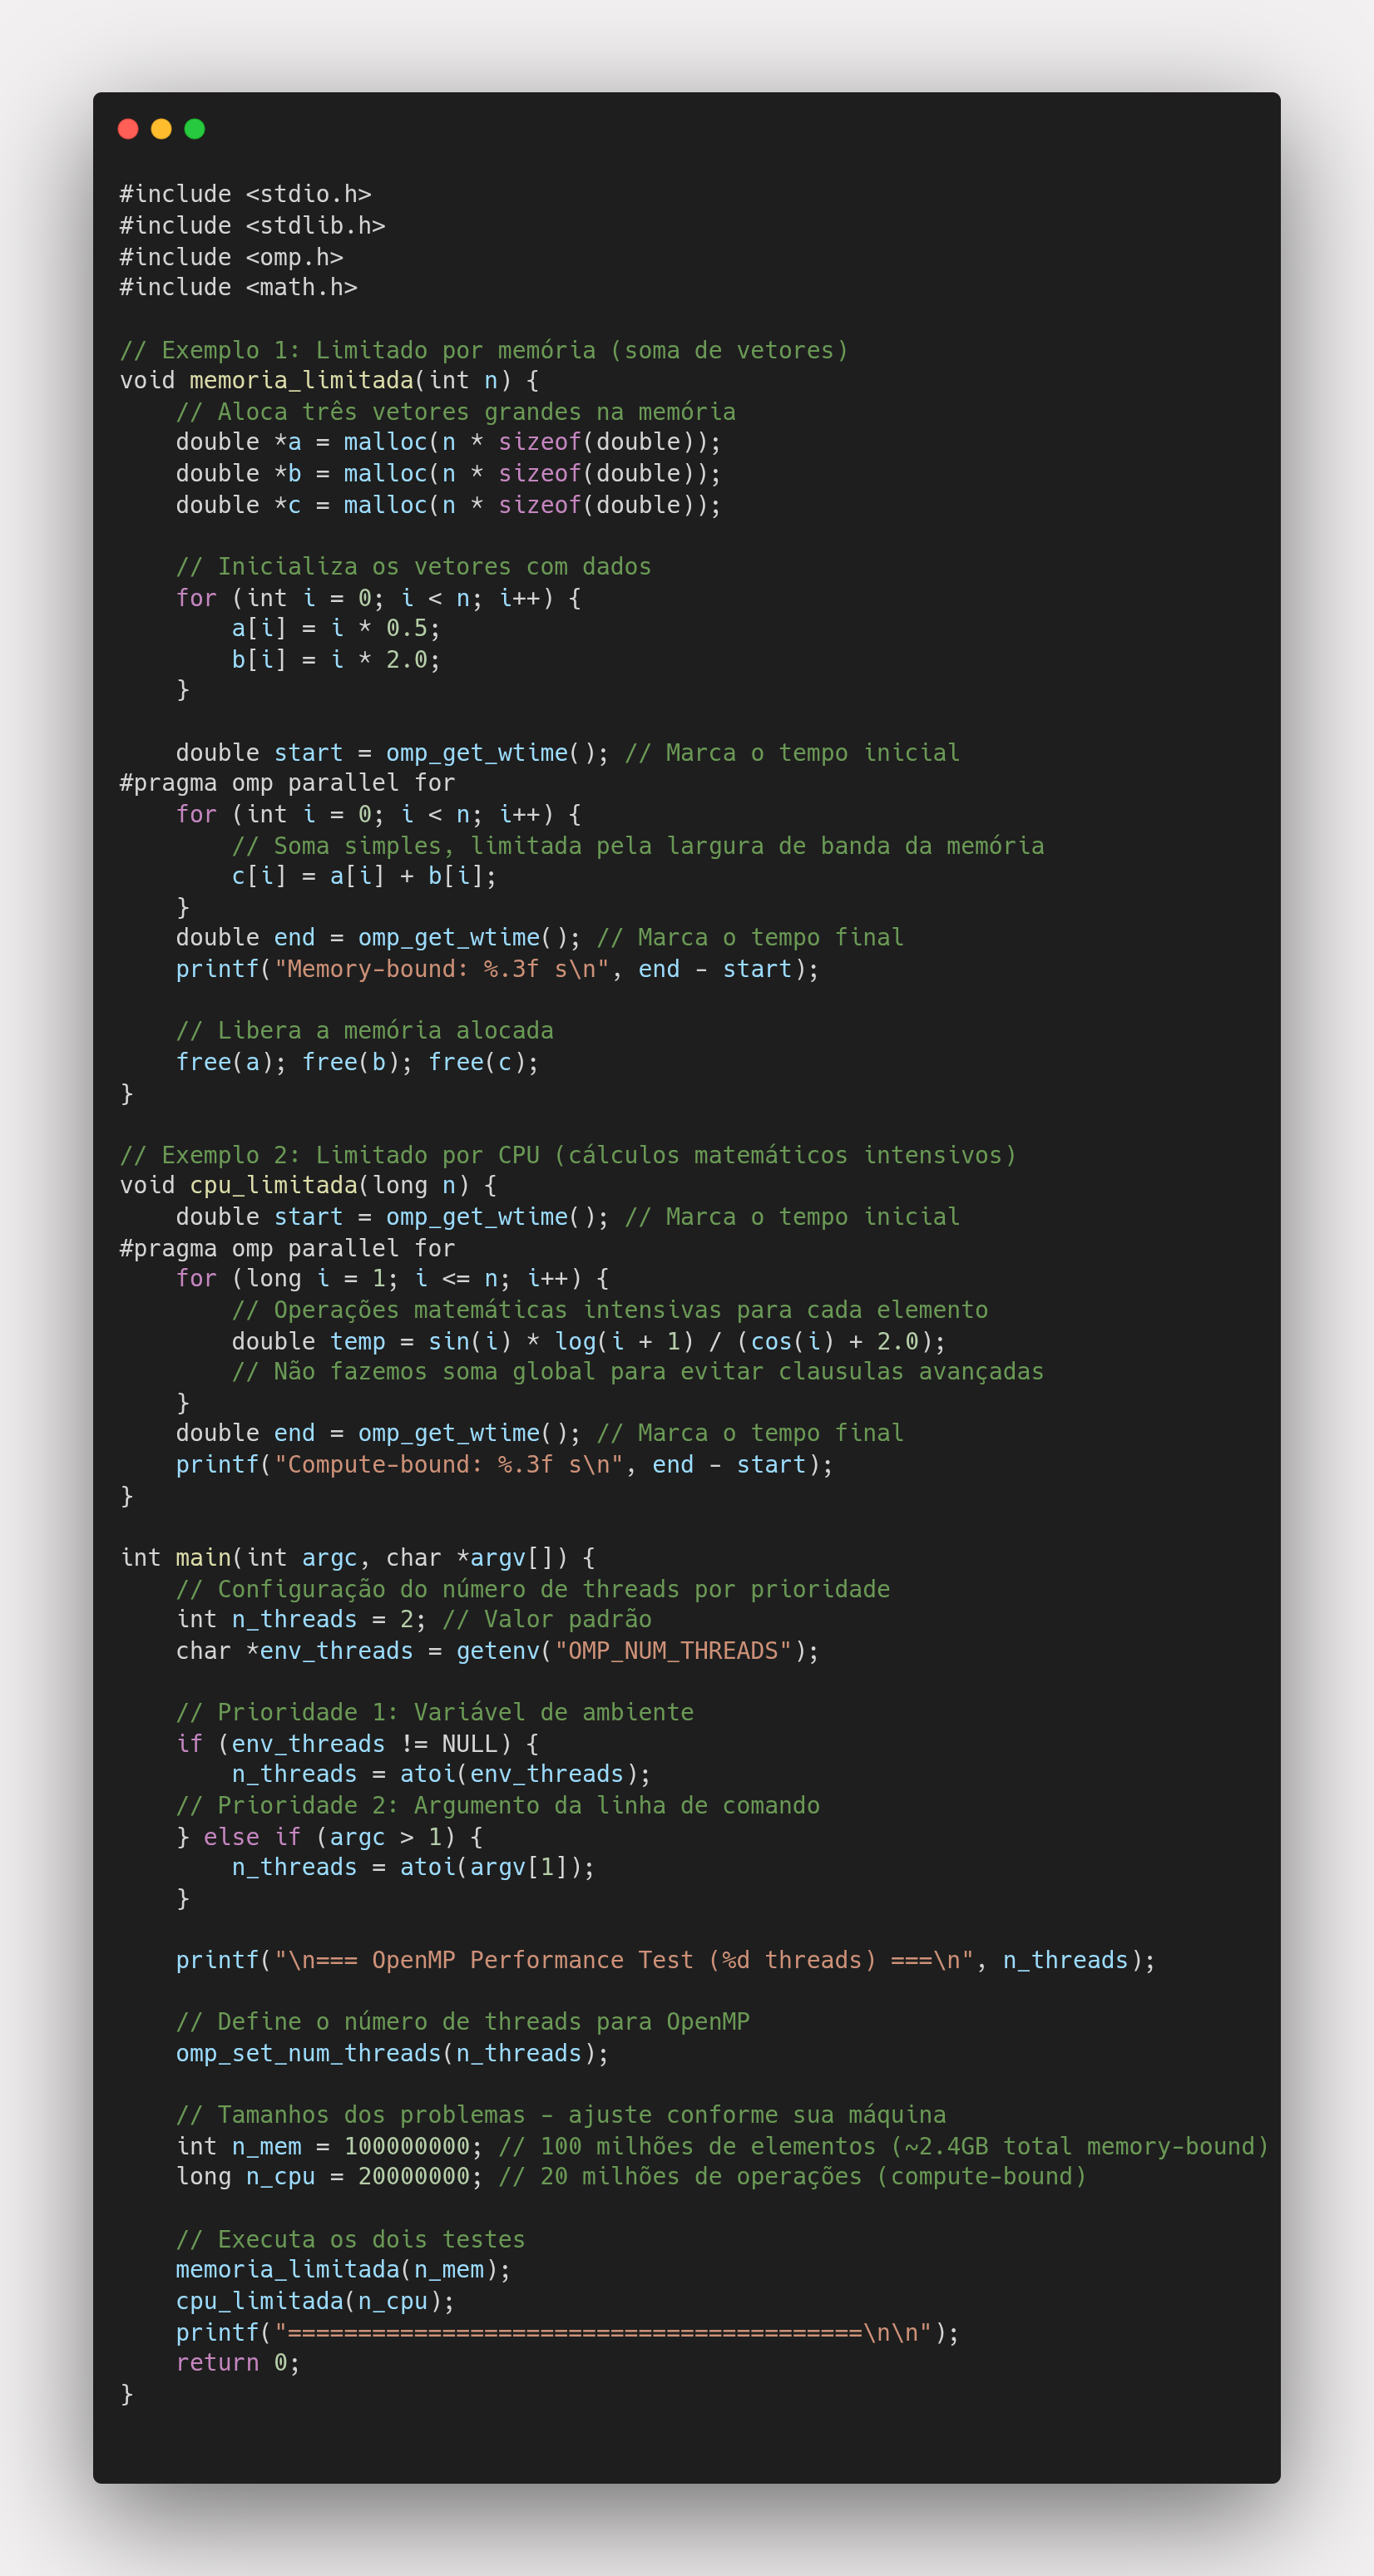 #include <stdio.h>
#include <stdlib.h>
#include <omp.h>
#include <math.h>

// Exemplo 1: Limitado por memória (soma de vetores)
void memoria_limitada(int n) {
    // Aloca três vetores grandes na memória
    double *a = malloc(n * sizeof(double));
    double *b = malloc(n * sizeof(double));
    double *c = malloc(n * sizeof(double));

    // Inicializa os vetores com dados
    for (int i = 0; i < n; i++) {
        a[i] = i * 0.5;
        b[i] = i * 2.0;
    }

    double start = omp_get_wtime(); // Marca o tempo inicial
#pragma omp parallel for
    for (int i = 0; i < n; i++) {
        // Soma simples, limitada pela largura de banda da memória
        c[i] = a[i] + b[i];
    }
    double end = omp_get_wtime(); // Marca o tempo final
    printf("Memory-bound: %.3f s\n", end - start);

    // Libera a memória alocada
    free(a); free(b); free(c);
}

// Exemplo 2: Limitado por CPU (cálculos matemáticos intensivos)
void cpu_limitada(long n) {
    double start = omp_get_wtime(); // Marca o tempo inicial
#pragma omp parallel for
    for (long i = 1; i <= n; i++) {
        // Operações matemáticas intensivas para cada elemento
        double temp = sin(i) * log(i + 1) / (cos(i) + 2.0);
        // Não fazemos soma global para evitar clausulas avançadas
    }
    double end = omp_get_wtime(); // Marca o tempo final
    printf("Compute-bound: %.3f s\n", end - start);
}

int main(int argc, char *argv[]) {
    // Configuração do número de threads por prioridade
    int n_threads = 2; // Valor padrão
    char *env_threads = getenv("OMP_NUM_THREADS");

    // Prioridade 1: Variável de ambiente
    if (env_threads != NULL) {
        n_threads = atoi(env_threads);
    // Prioridade 2: Argumento da linha de comando
    } else if (argc > 1) {
        n_threads = atoi(argv[1]);
    }

    printf("\n=== OpenMP Performance Test (%d threads) ===\n", n_threads);

    // Define o número de threads para OpenMP
    omp_set_num_threads(n_threads);

    // Tamanhos dos problemas - ajuste conforme sua máquina
    int n_mem = 100000000; // 100 milhões de elementos (~2.4GB total memory-bound)
    long n_cpu = 20000000; // 20 milhões de operações (compute-bound)

    // Executa os dois testes
    memoria_limitada(n_mem);
    cpu_limitada(n_cpu);
    printf("=========================================\n\n");
    return 0;
}